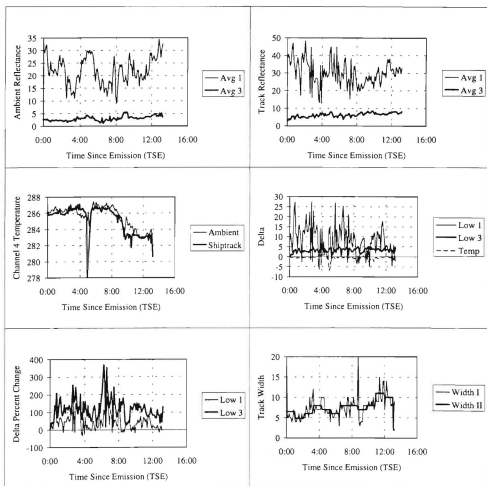 Ambient Reflectance
35
30
25
20
15
10
5
0
0:00 4:00 8:00 12:00 16:00
Time Since Emission (TSE)
Avg 1
Avg 3
Track Reflectance
50
40
30
20
10
0
0:00 4:00 8:00 12:00 16:00
Time Since Emission (TSE)
Avg 1
Avg 3
Channel 4 Temperature
288
286
284
282
280
278
0:00 4:00 8:00 12:00 16:00
Time Since Emission (TSE)
Ambient
Shiptrack
Delta
30
25
20
15
10
5
0
-5
-10
0:00 4:00 8:00 12:00 16:00
Time Since Emission (TSE)
Low 1
Low 3
Temp
Delta Percent Change
400
300
200
100
0
-100
0:00 4:00 8:00 12:00 16:00
Time Since Emission (TSE)
Low 1
Low 3
Track Width
20
15
10
5
0
0:00 4:00 8:00 12:00 16:00
Time Since Emission (TSE)
Width I
Width II